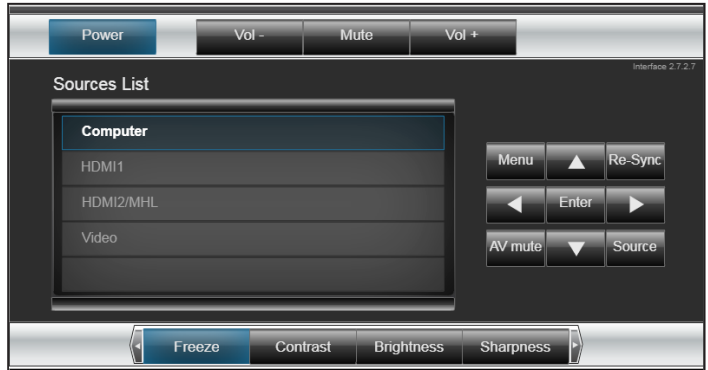 Power Vol - Mute Vol +
Interface 2.7.2.7
Sources List
Computer
HDMI1
HDMI2/MHL
Video
Menu Re-Sync
Enter
AV mute Source
Freeze Contrast Brightness Sharpness